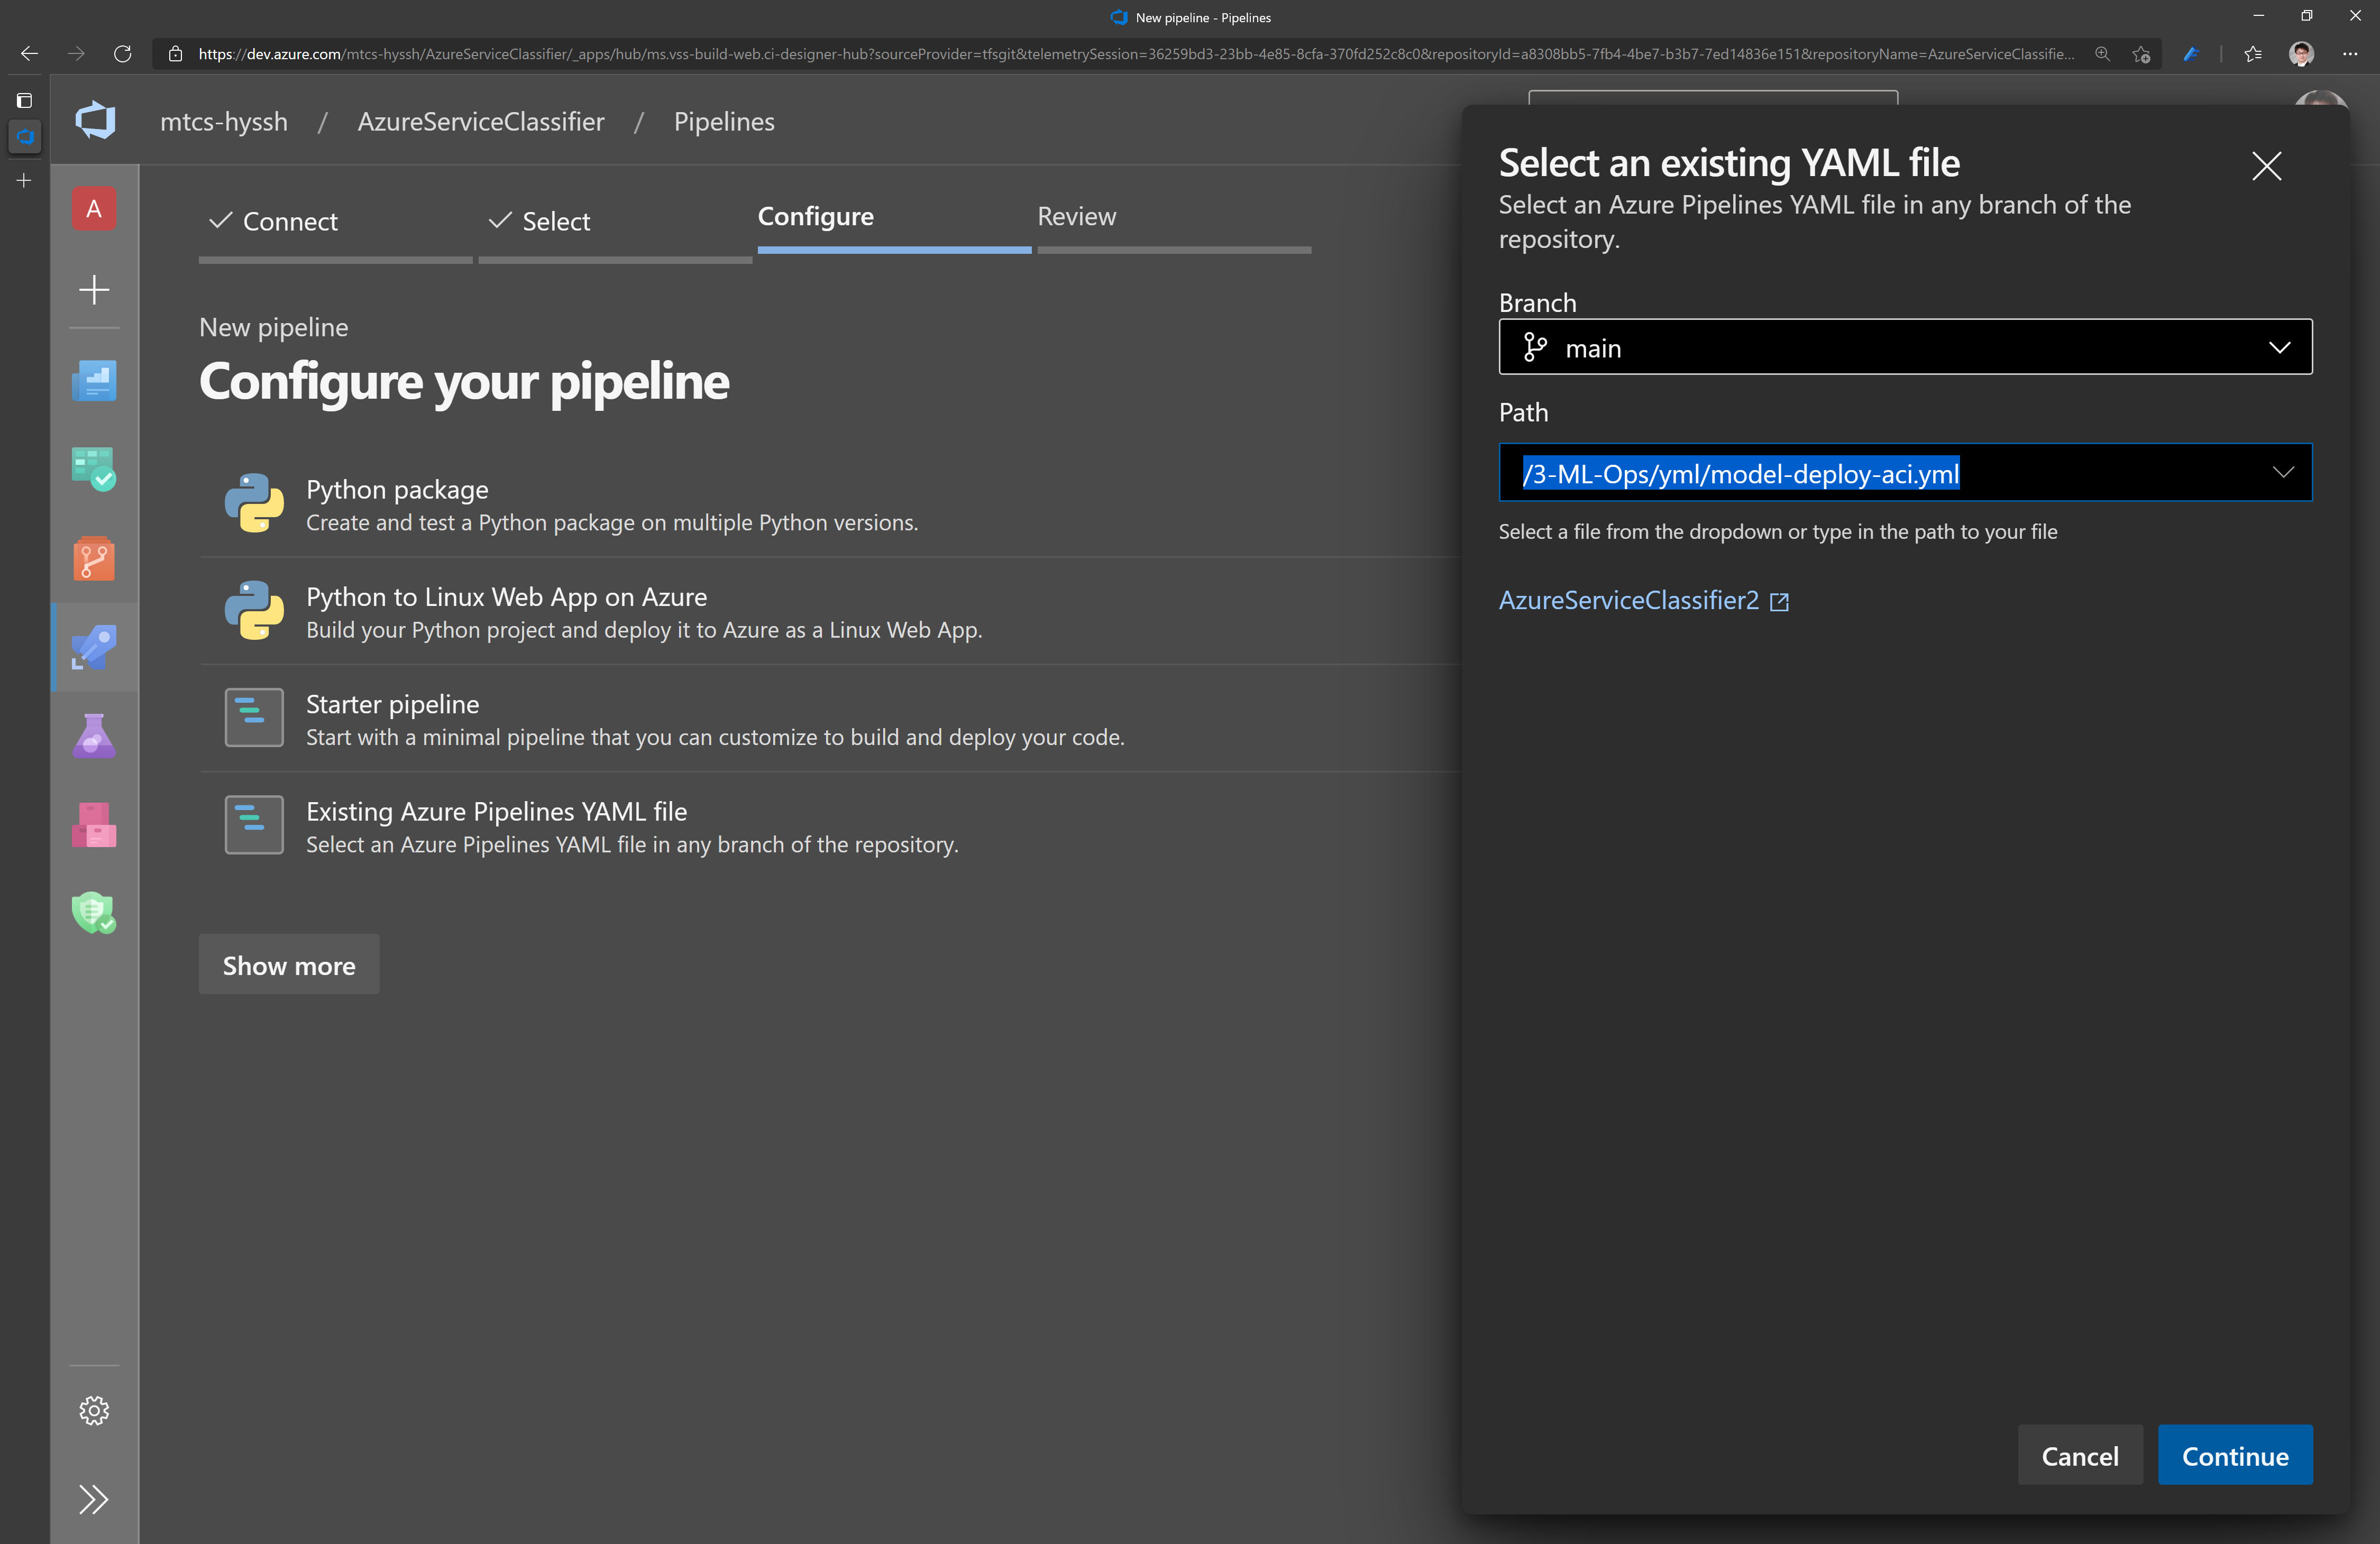 New pipeline - Pipelines
https://dev.azure.com/mtcs-hyssh/AzureServiceClassifier/_apps/hub/ms.vss-build-web.ci-designer-hub?sourceProvider=tfsgit&telemetrySession=36259bd3-23bb-4e85-8cfa-370fd252c8c0&repositoryId=a8308bb5-7fb4-4be7-b3b7-7ed14836e151&repositoryName=AzureServiceClassifie...
mtcs-hyssh / AzureServiceClassifier / Pipelines
A
Connect
Select
Configure
Review
New pipeline
Configure your pipeline
Python package
Create and test a Python package on multiple Python versions.
Python to Linux Web App on Azure
Build your Python project and deploy it to Azure as a Linux Web App.
Starter pipeline
Start with a minimal pipeline that you can customize to build and deploy your code.
Existing Azure Pipelines YAML file
Select an Azure Pipelines YAML file in any branch of the repository.
Show more
Select an existing YAML file
Select an Azure Pipelines YAML file in any branch of the
repository.
Branch
main
Path
/3-ML-Ops/yml/model-deploy-aci.yml
Select a file from the dropdown or type in the path to your file
AzureServiceClassifier2
Cancel
Continue